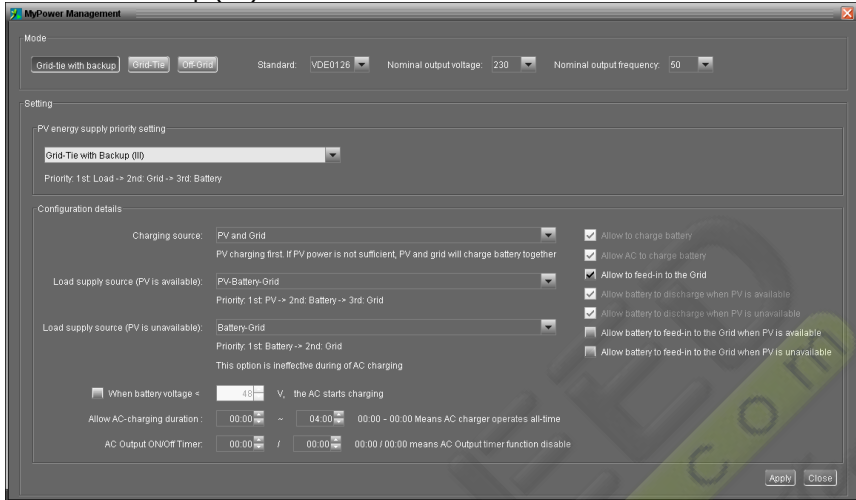 MyPower Management
Mode
Grid-tie with backup Grid-Tie Off-Grid Standard: VDE0126 Nominal output voltage: 230 Nominal output frequency: 50
Setting
PV energy supply priority setting
Grid-Tie with Backup (III)
Priority: 1st: Load -> 2nd: Grid -> 3rd: Battery
Configuration details
Charging source: PV and Grid
PV charging first. If PV power is not sufficient, PV and grid will charge battery together
Load supply source (PV is available): PV-Battery-Grid
Priority: 1st: PV -> 2nd: Battery -> 3rd: Grid
Load supply source (PV is unavailable): Battery-Grid
Priority: 1st: Battery -> 2nd: Grid
This option is ineffective during of AC charging
When battery voltage < 48 V, the AC starts charging
Allow AC-charging duration : 00:00 ~ 04:00 00:00 - 00:00 Means AC charger operates all-time
AC Output ON/Off Timer: 00:00 / 00:00 00:00 / 00:00 means AC Output timer function disable
Allow to charge battery
Allow AC to charge battery
Allow to feed-in to the Grid
Allow battery to discharge when PV is available
Allow battery to discharge when PV is unavailable
Allow battery to feed-in to the Grid when PV is available
Allow battery to feed-in to the Grid when PV is unavailable
Apply Close